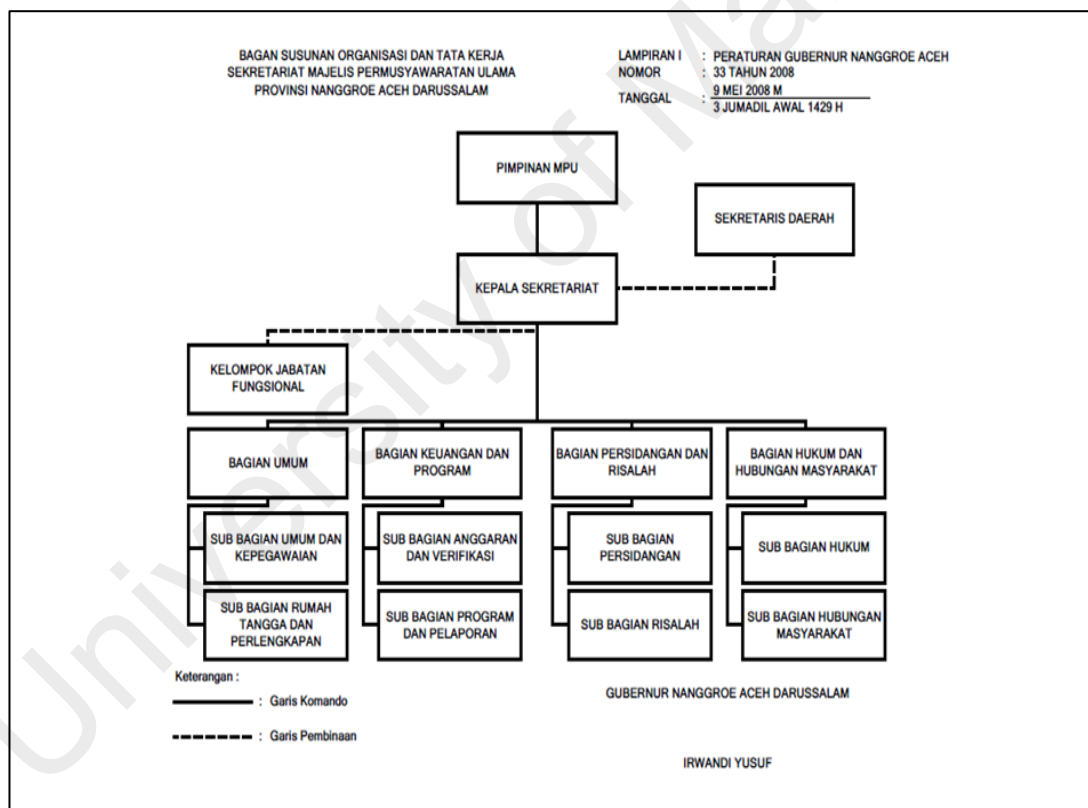 BAGAN SUSUNAN ORGANISASI DAN TATA KERJA
SEKRETARIAT MAJELIS PERMUSYAWARATAN ULAMA
PROVINSI NANGGROE ACEH DARUSSALAM
LAMPIRAN I : PERATURAN GUBERNUR NANGGROE ACEH
NOMOR : 33 TAHUN 2008
TANGGAL : 9 MEI 2008 M
3 JUMADIL AWAL 1429 H
PIMPINAN MPU
SEKRETARIS DAERAH
KEPALA SEKRETARIAT
KELOMPOK JABATAN
FUNGSIONAL
BAGIAN UMUM
BAGIAN KEUANGAN DAN
PROGRAM
BAGIAN PERSIDANGAN DAN
RISALAH
BAGIAN HUKUM DAN
HUBUNGAN MASYARAKAT
SUB BAGIAN UMUM DAN
KEPEGAWAIAN
SUB BAGIAN ANGGARAN
DAN VERIFIKASI
SUB BAGIAN
PERSIDANGAN
SUB BAGIAN HUKUM
SUB BAGIAN RUMAH
TANGGA DAN
PERLENGKAPAN
SUB BAGIAN PROGRAM
DAN PELAPORAN
SUB BAGIAN RISALAH
SUB BAGIAN HUBUNGAN
MASYARAKAT
Keterangan :
: Garis Komando
: Garis Pembinaan
GUBERNUR NANGGROE ACEH DARUSSALAM
IRWANDI YUSUF
University of Ma